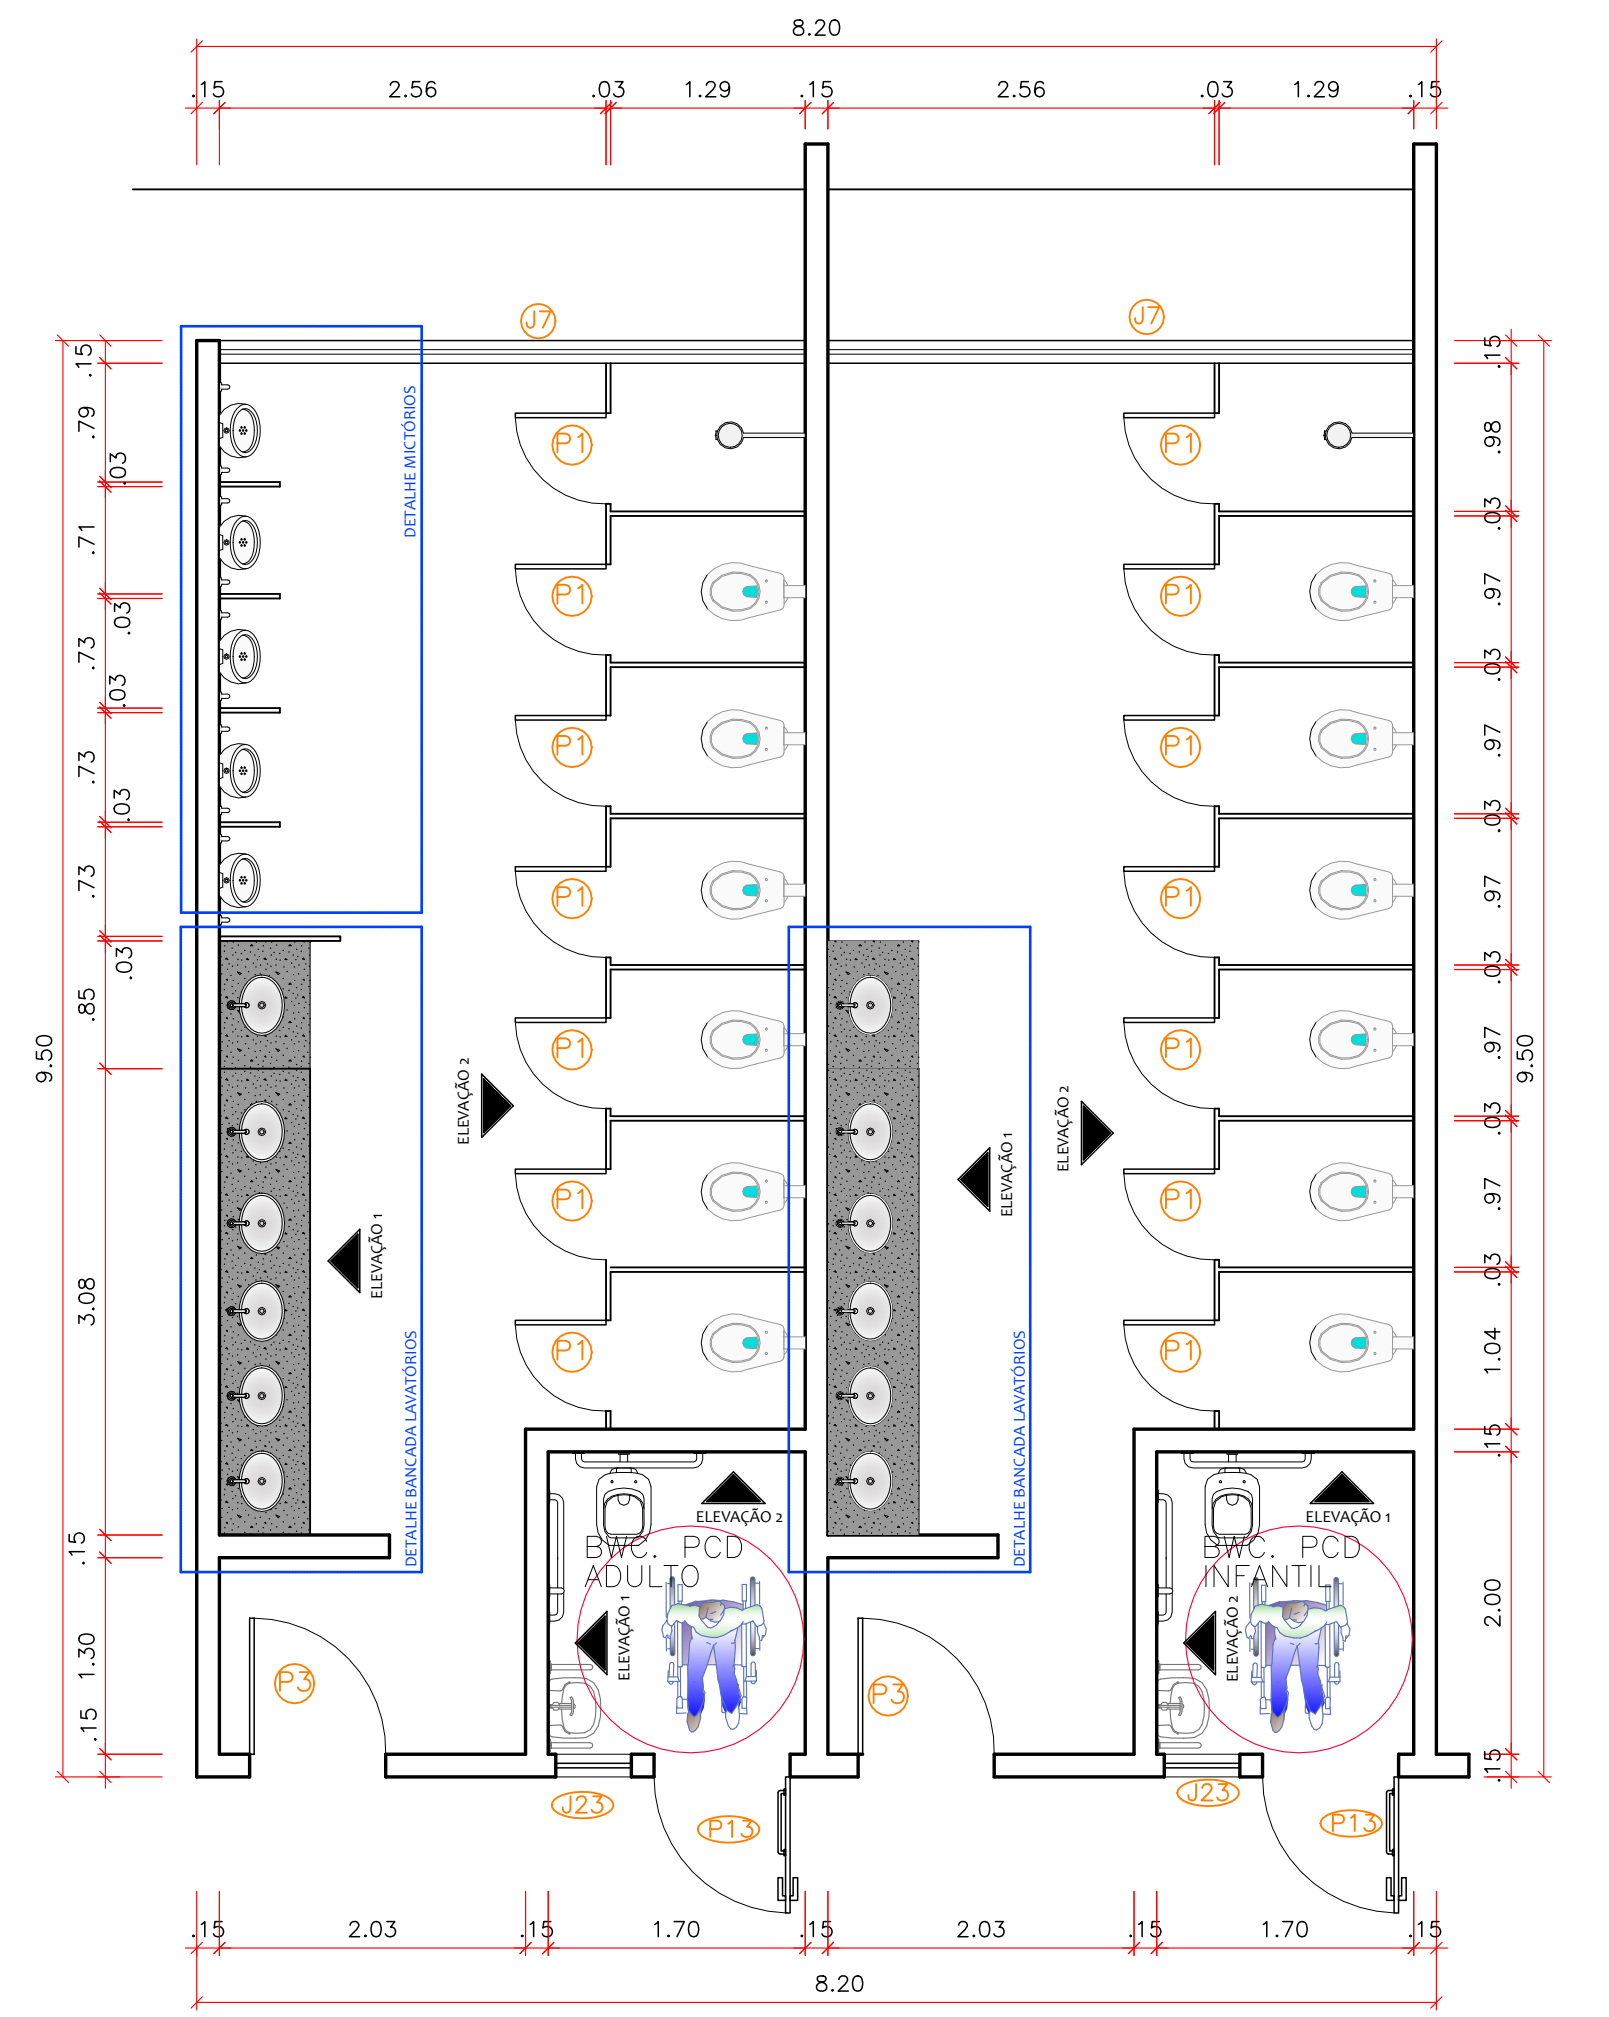 8.20
.15 2.56 .03 1.29 .15 2.56 .03 1.29 .15
J7
J7
DETALHE MICTÓRIOS
P1
P1
P1
P1
P1
P1
P1
P1
P1
P1
P1
P1
P1
P1
.15
.79
.03
.71
.03
.73
.03
.73
.03
.73
.03
.85
3.08
.15
1.30
.15
9.50
.15
.98
.03
.97
.03
.97
.03
.97
.03
.97
.03
.97
.03
1.04
.15
2.00
.15
9.50
ELEVAÇÃO 2
ELEVAÇÃO 1
DETALHE BANCADA LAVATÓRIOS
ELEVAÇÃO 1
ELEVAÇÃO 2
DETALHE BANCADA LAVATÓRIOS
ELEVAÇÃO 2
BWC. PCD
ADULTO
ELEVAÇÃO 1
ELEVAÇÃO 1
BWC. PCD
INFANTIL
ELEVAÇÃO 2
P3
P3
J23
P13
J23
P13
.15 2.03 .15 1.70 .15 2.03 .15 1.70 .15
8.20